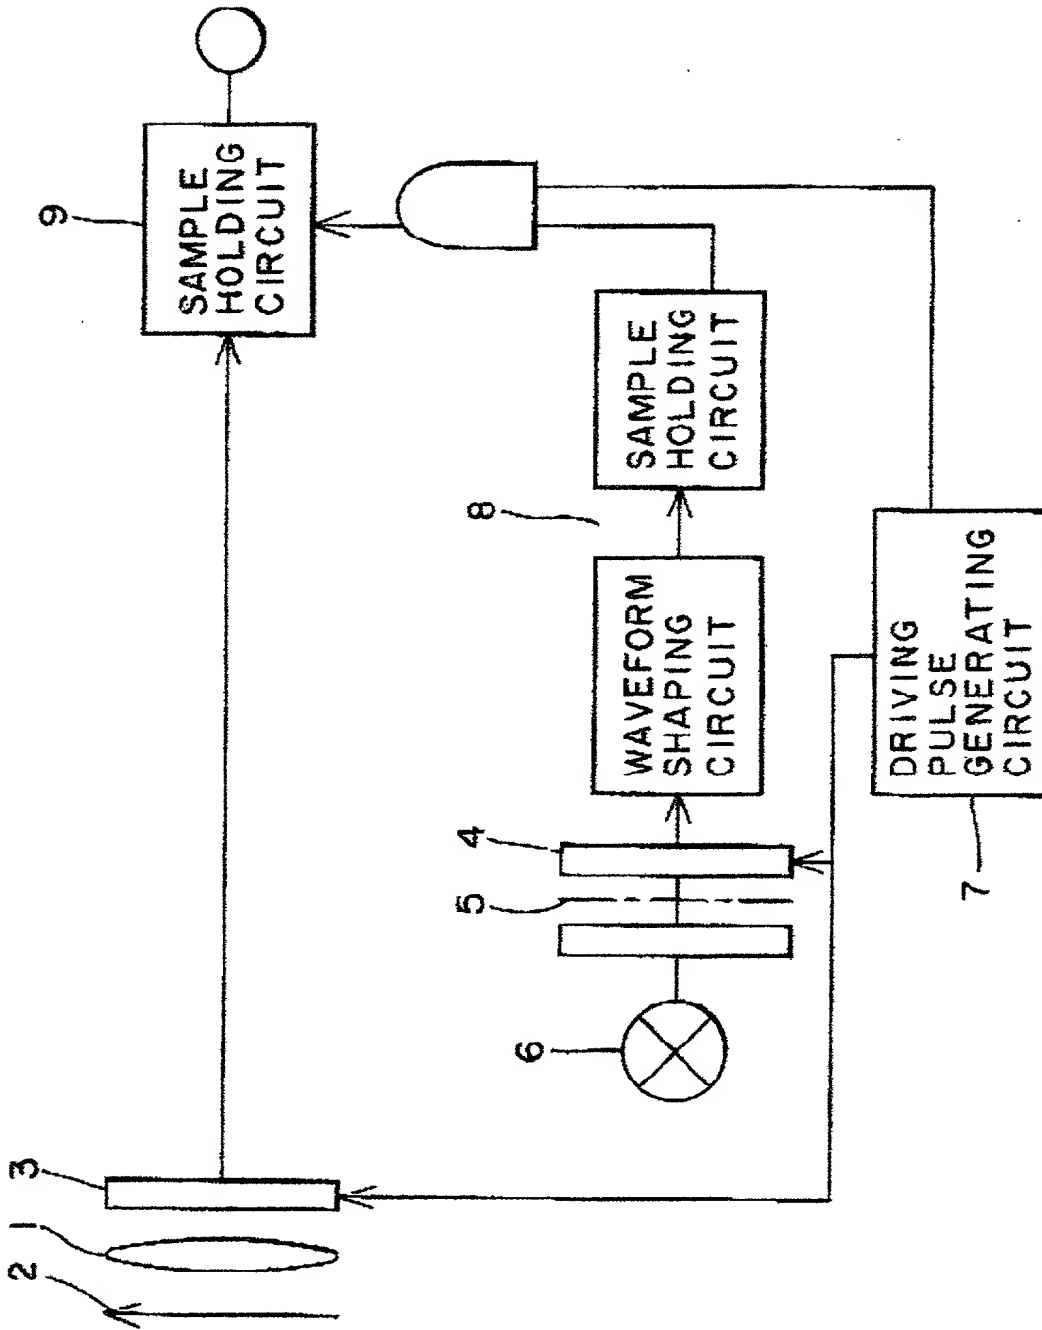 2
1
3
6
5
4
WAVEFORM
SHAPING
CIRCUIT
8
SAMPLE
HOLDING
CIRCUIT
9
SAMPLE
HOLDING
CIRCUIT
7
DRIVING
PULSE
GENERATING
CIRCUIT